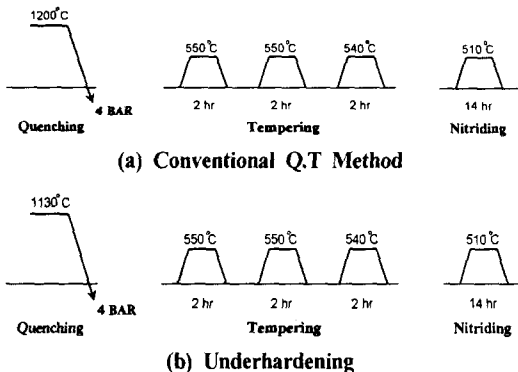 1200°C
550°C 550°C 540°C 510°C
4 BAR
2 hr 2 hr 2 hr 14 hr
Quenching Tempering Nitriding
(a) Conventional Q.T Method
1130°C
550°C 550°C 540°C 510°C
4 BAR
2 hr 2 hr 2 hr 14 hr
Quenching Tempering Nitriding
(b) Underhardening